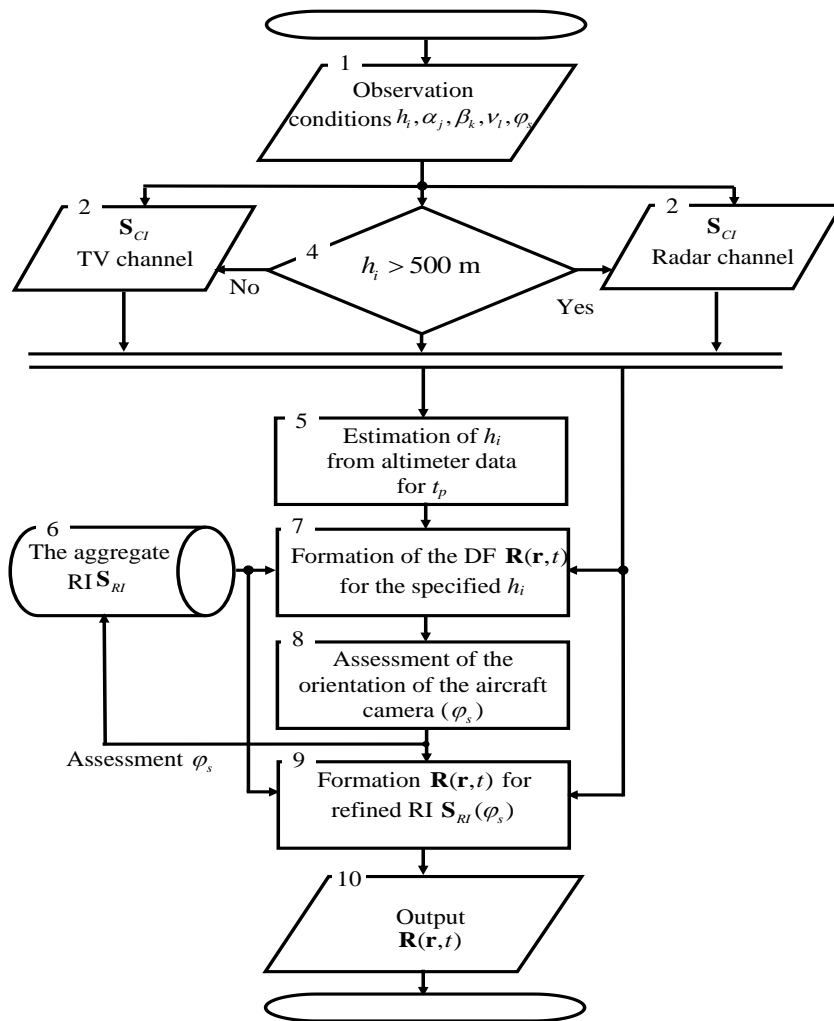 1
Observation
conditions h_i, α_j, β_k, ν_l, φ_s
2
S_CI
TV channel
4
h_i > 500 m
2
S_CI
Radar channel
No
Yes
5
Estimation of h_i
from altimeter data
for t_p
6
The aggregate
RI S_RI
7
Formation of the DF R(r,t)
for the specified h_i
8
Assessment of the
orientation of the aircraft
camera (φ_s)
Assessment φ_s
9
Formation R(r,t) for
refined RI S_RI(φ_s)
10
Output
R(r,t)